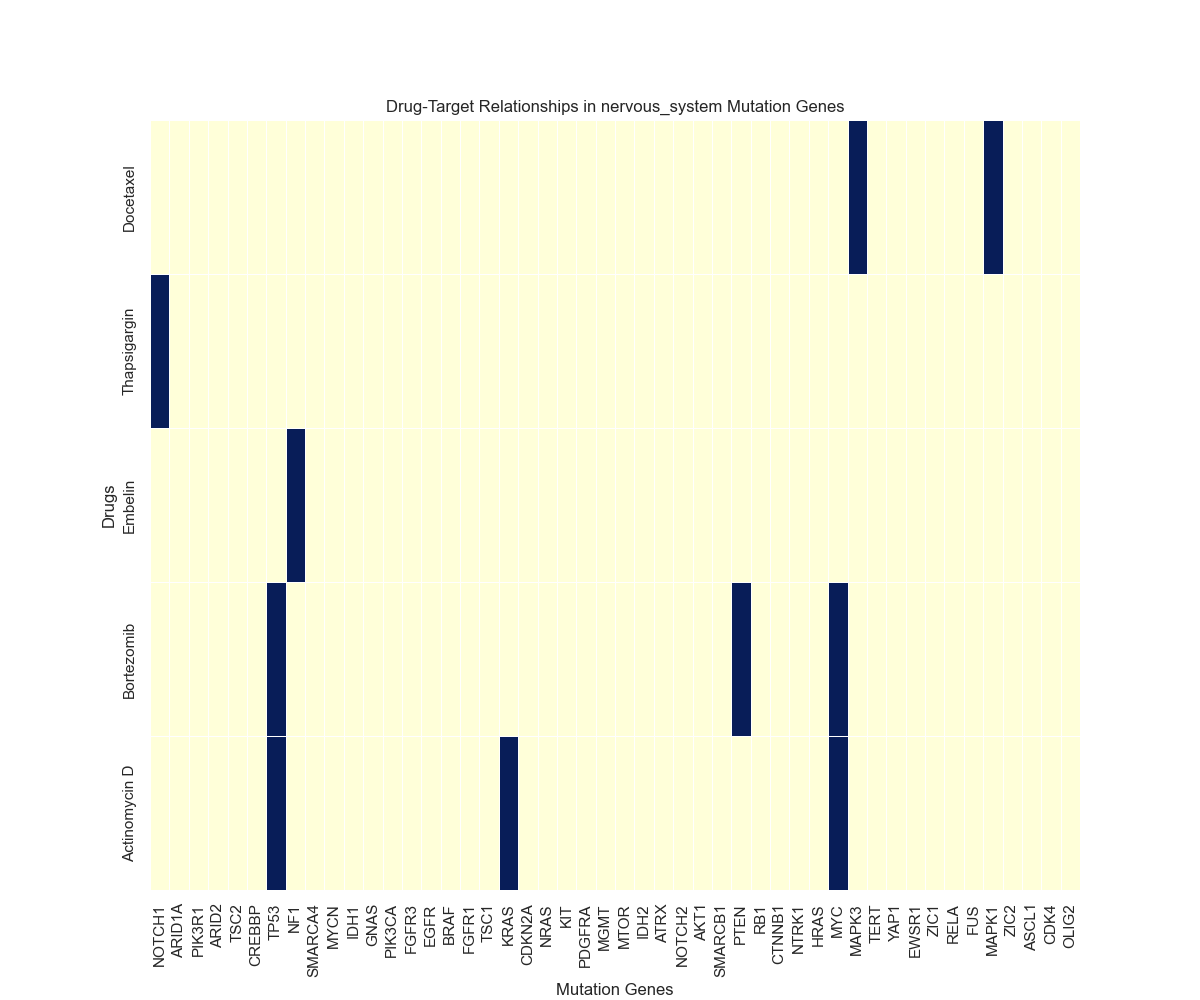 Drug-Target Relationships in nervous_system Mutation Genes
Drugs
Docetaxel
Thapsigargin
Embelin
Bortezomib
Actinomycin D
NOTCH1
ARID1A
PIK3R1
ARID2
TSC2
CREBBP
TP53
NF1
SMARCA4
MYCN
IDH1
GNAS
PIK3CA
FGFR3
EGFR
BRAF
FGFR1
TSC1
KRAS
CDKN2A
NRAS
KIT
PDGFRA
MGMT
MTOR
IDH2
ATRX
NOTCH2
AKT1
SMARCB1
PTEN
RB1
CTNNB1
NTRK1
HRAS
MYC
MAPK3
TERT
YAP1
EWSR1
ZIC1
RELA
FUS
MAPK1
ZIC2
ASCL1
CDK4
OLIG2
Mutation Genes